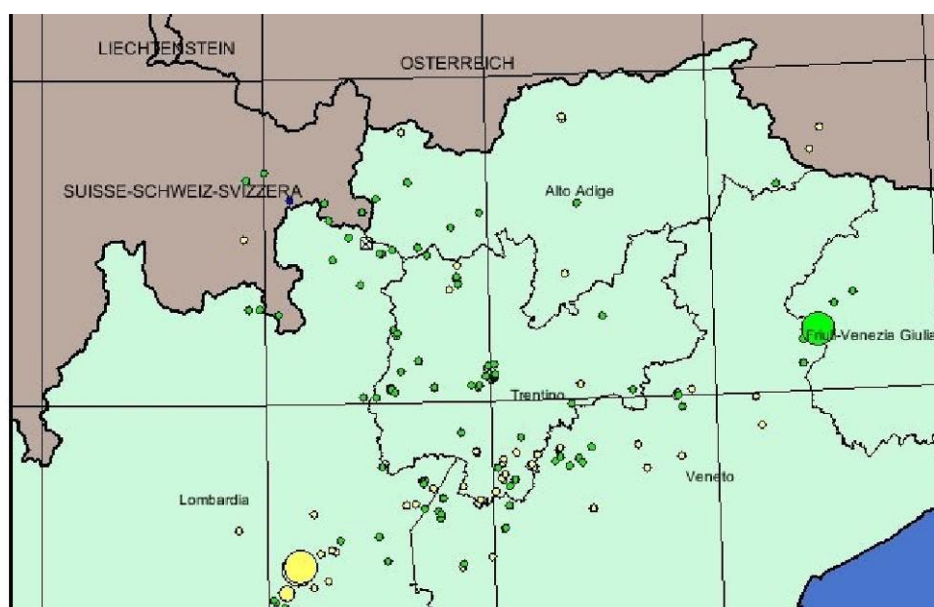 LIECHTENSTEIN
OSTERREICH
SUISSE-SCHWEIZ-SVIZZERA
Alto Adige
Friuli-Venezia Giulia
Trentino
Lombardia
Veneto